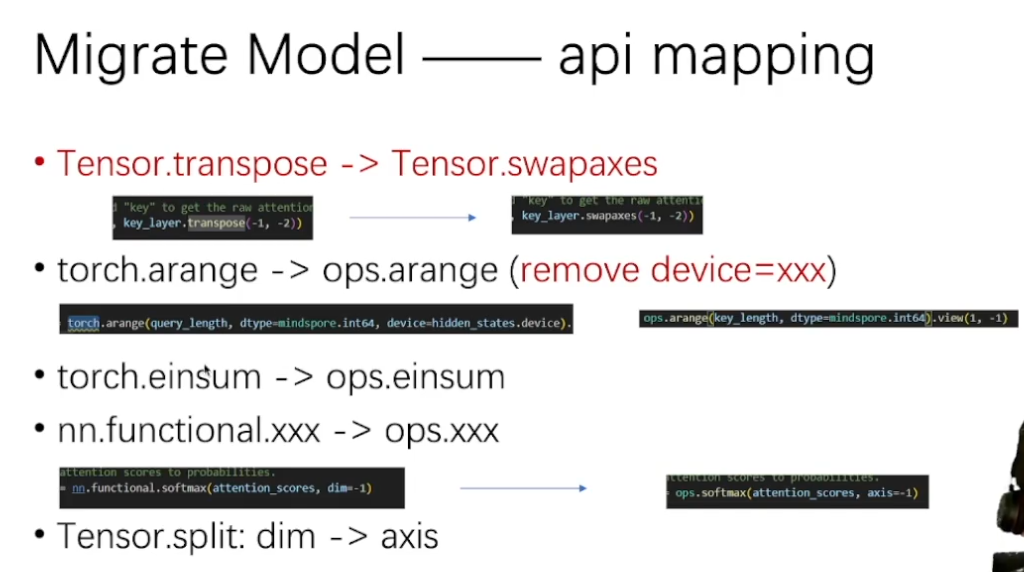 Migrate Model —— api mapping
• Tensor.transpose -> Tensor.swapaxes
"key" to get the raw attention
, key_layer.transpose(-1, -2))
"key" to get the raw attenti
, key_layer.swapaxes(-1, -2))
• torch.arange -> ops.arange (remove device=xxx)
torch.arange(query_length, dtype=mindspore.int64, device=hidden_states.device).
ops.arange(key_length, dtype=mindspore.int64).view(1, -1)
• torch.einsum -> ops.einsum
• nn.functional.xxx -> ops.xxx
attention scores to probabilities.
= nn.functional.softmax(attention_scores, dim=-1)
ttention scores to probabilities.
= ops.softmax(attention_scores, axis=-1)
• Tensor.split: dim -> axis